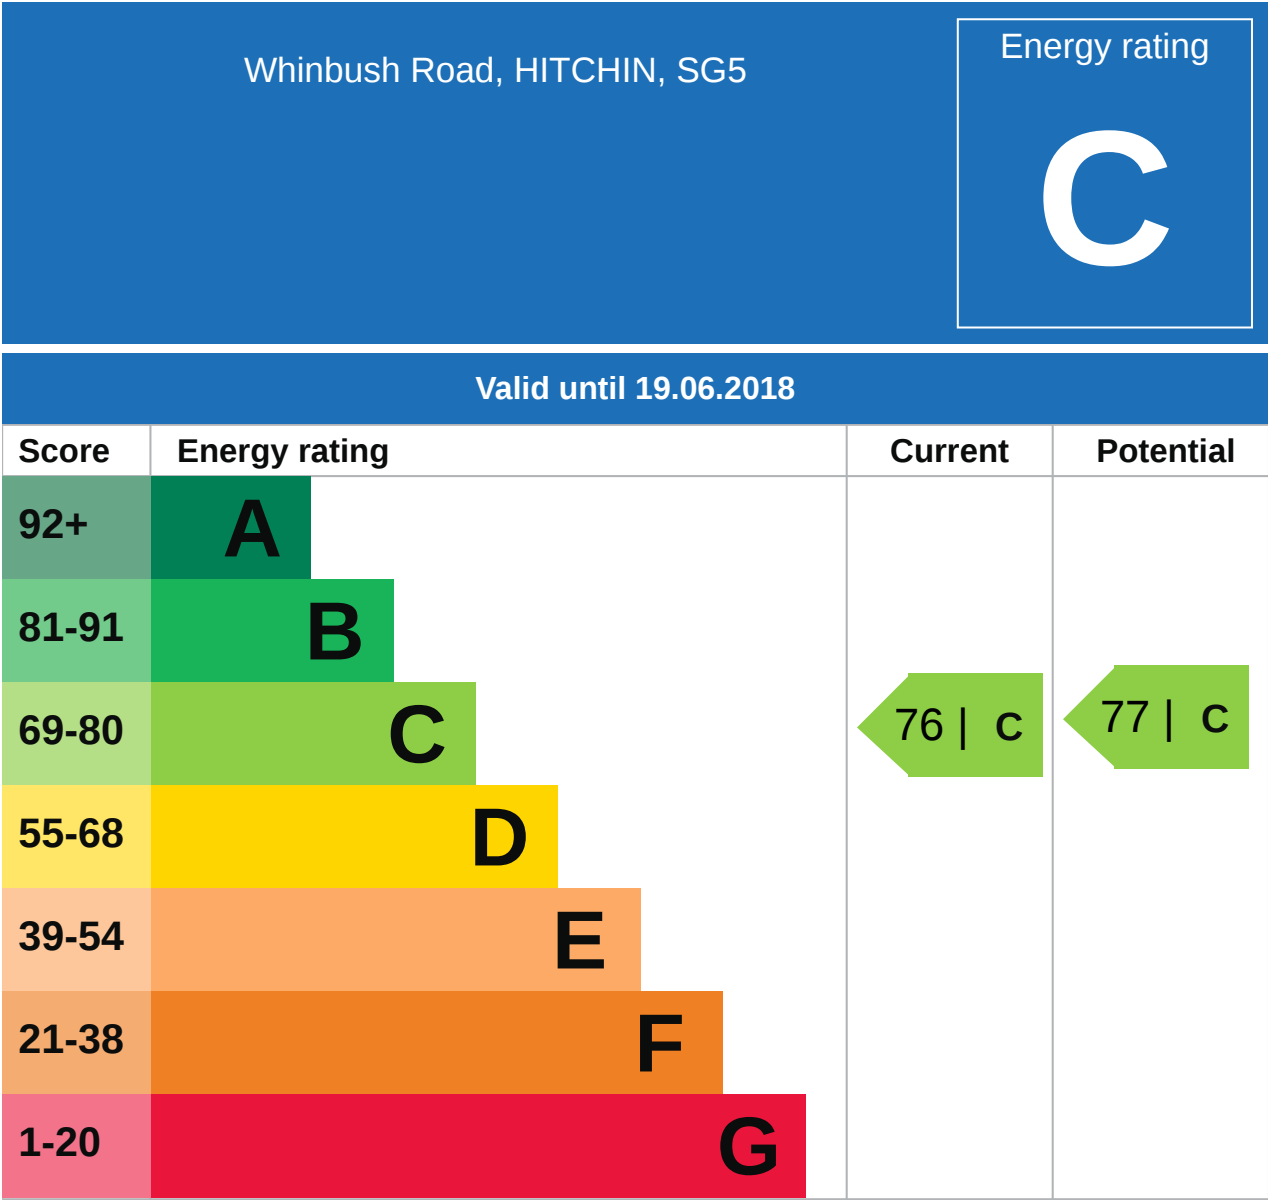 Whinbush Road, HITCHIN, SG5
Energy rating
C
Valid until 19.06.2018
Score Energy rating Current Potential
92+ A
81-91 B
69-80 C 76 | C 77 | C
55-68 D
39-54 E
21-38 F
1-20 G